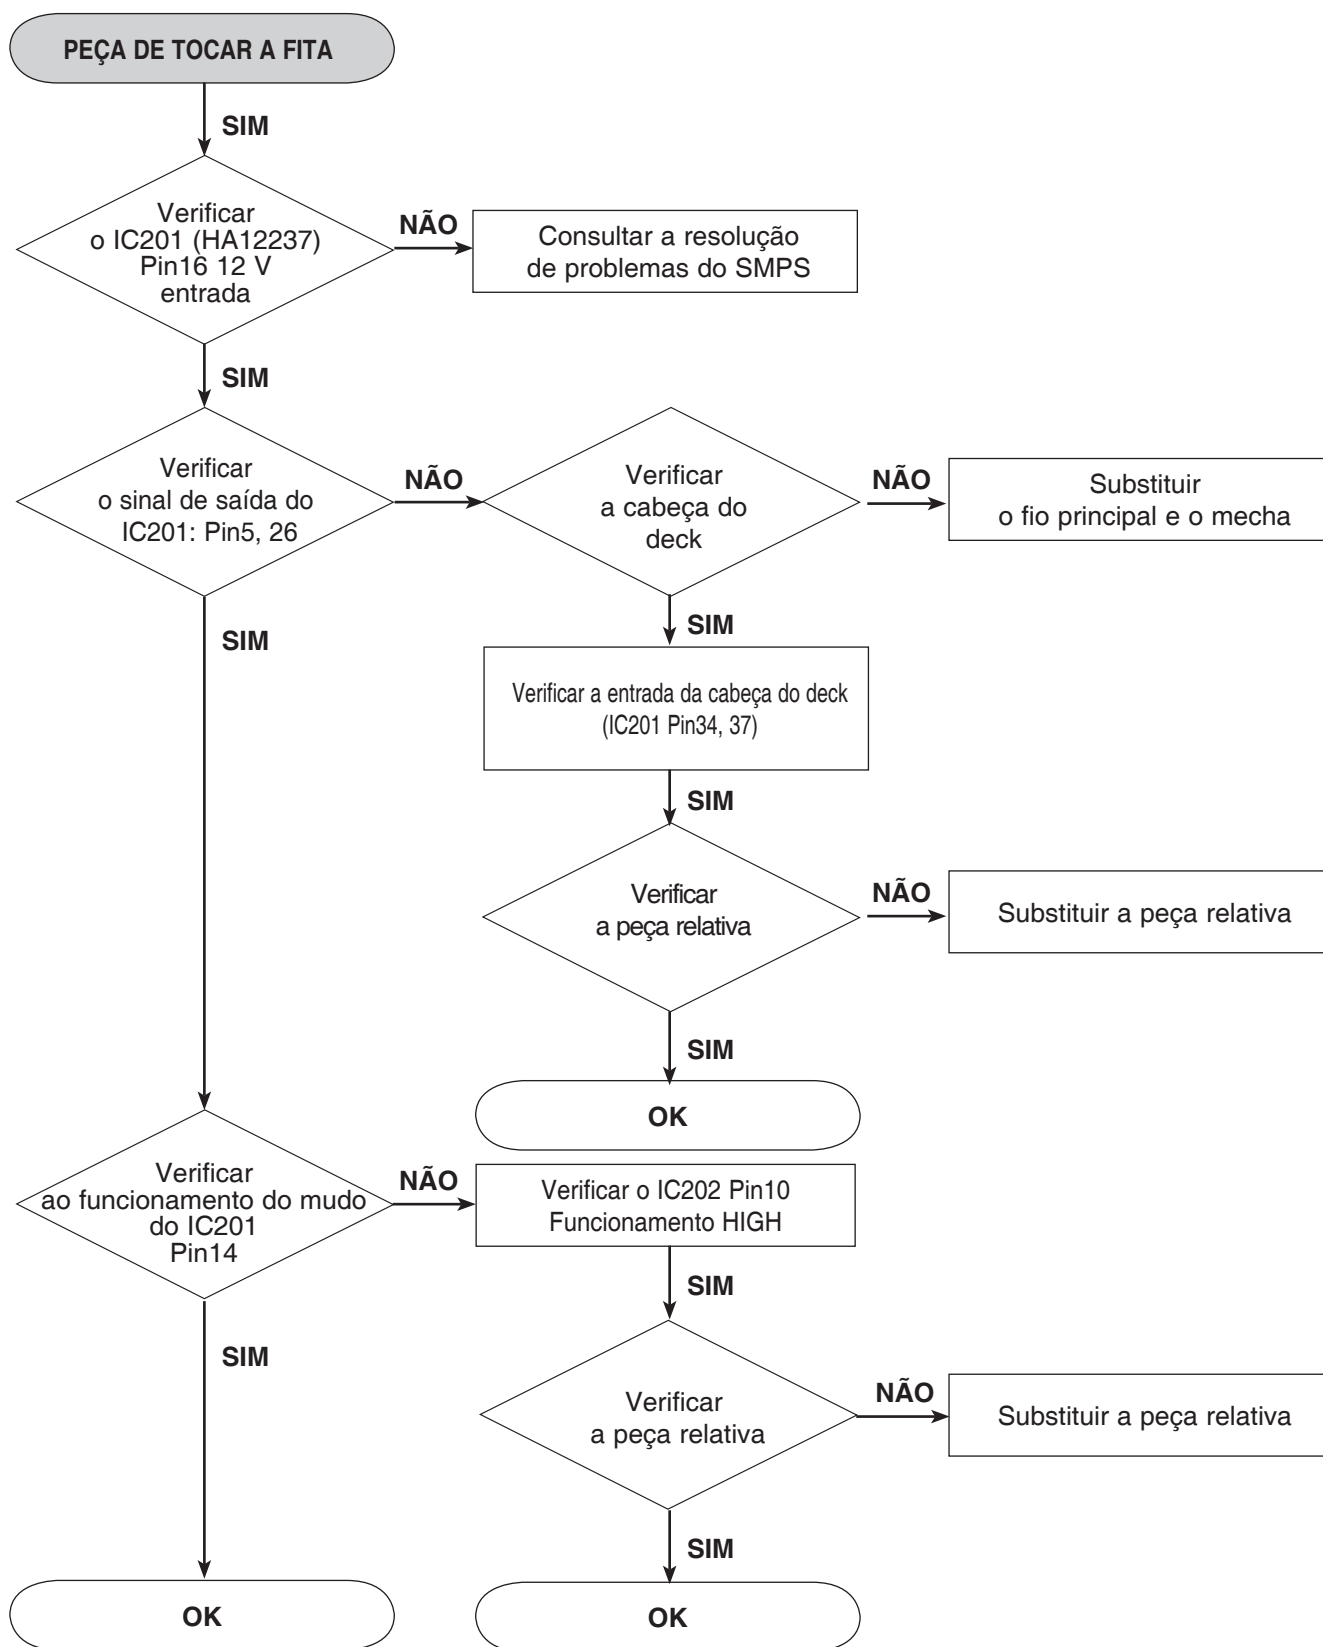 PEÇA DE TOCAR A FITA
SIM
Verificar
o IC201 (HA12237)
Pin16 12 V
entrada
NÃO
Consultar a resolução
de problemas do SMPS
SIM
Verificar
o sinal de saída do
IC201: Pin5, 26
NÃO
Verificar
a cabeça do
deck
NÃO
Substituir
o fio principal e o mecha
SIM
SIM
Verificar a entrada da cabeça do deck
(IC201 Pin34, 37)
SIM
Verificar
a peça relativa
NÃO
Substituir a peça relativa
SIM
OK
Verificar
ao funcionamento do mudo
do IC201
Pin14
NÃO
Verificar o IC202 Pin10
Funcionamento HIGH
SIM
SIM
Verificar
a peça relativa
NÃO
Substituir a peça relativa
SIM
OK
OK